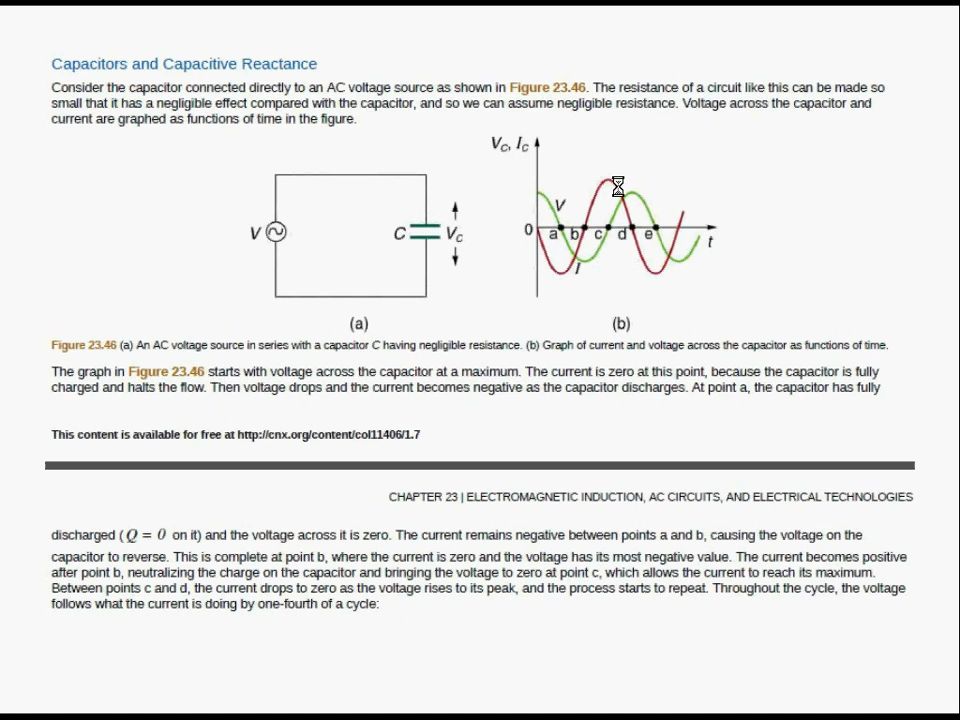 Capacitors and Capacitive Reactance
Consider the capacitor connected directly to an AC voltage source as shown in Figure 23.46. The resistance of a circuit like this can be made so
small that it has a negligible effect compared with the capacitor, and so we can assume negligible resistance. Voltage across the capacitor and
current are graphed as functions of time in the figure.
V C VC
(a)
VC, IC
V
0 a b c d e t
I
(b)
Figure 23.46 (a) An AC voltage source in series with a capacitor C having negligible resistance. (b) Graph of current and voltage across the capacitor as functions of time.
The graph in Figure 23.46 starts with voltage across the capacitor at a maximum. The current is zero at this point, because the capacitor is fully
charged and halts the flow. Then voltage drops and the current becomes negative as the capacitor discharges. At point a, the capacitor has fully
This content is available for free at http://cnx.org/content/col11406/1.7
CHAPTER 23 | ELECTROMAGNETIC INDUCTION, AC CIRCUITS, AND ELECTRICAL TECHNOLOGIES
discharged ( Q = 0 on it) and the voltage across it is zero. The current remains negative between points a and b, causing the voltage on the
capacitor to reverse. This is complete at point b, where the current is zero and the voltage has its most negative value. The current becomes positive
after point b, neutralizing the charge on the capacitor and bringing the voltage to zero at point c, which allows the current to reach its maximum.
Between points c and d, the current drops to zero as the voltage rises to its peak, and the process starts to repeat. Throughout the cycle, the voltage
follows what the current is doing by one-fourth of a cycle: